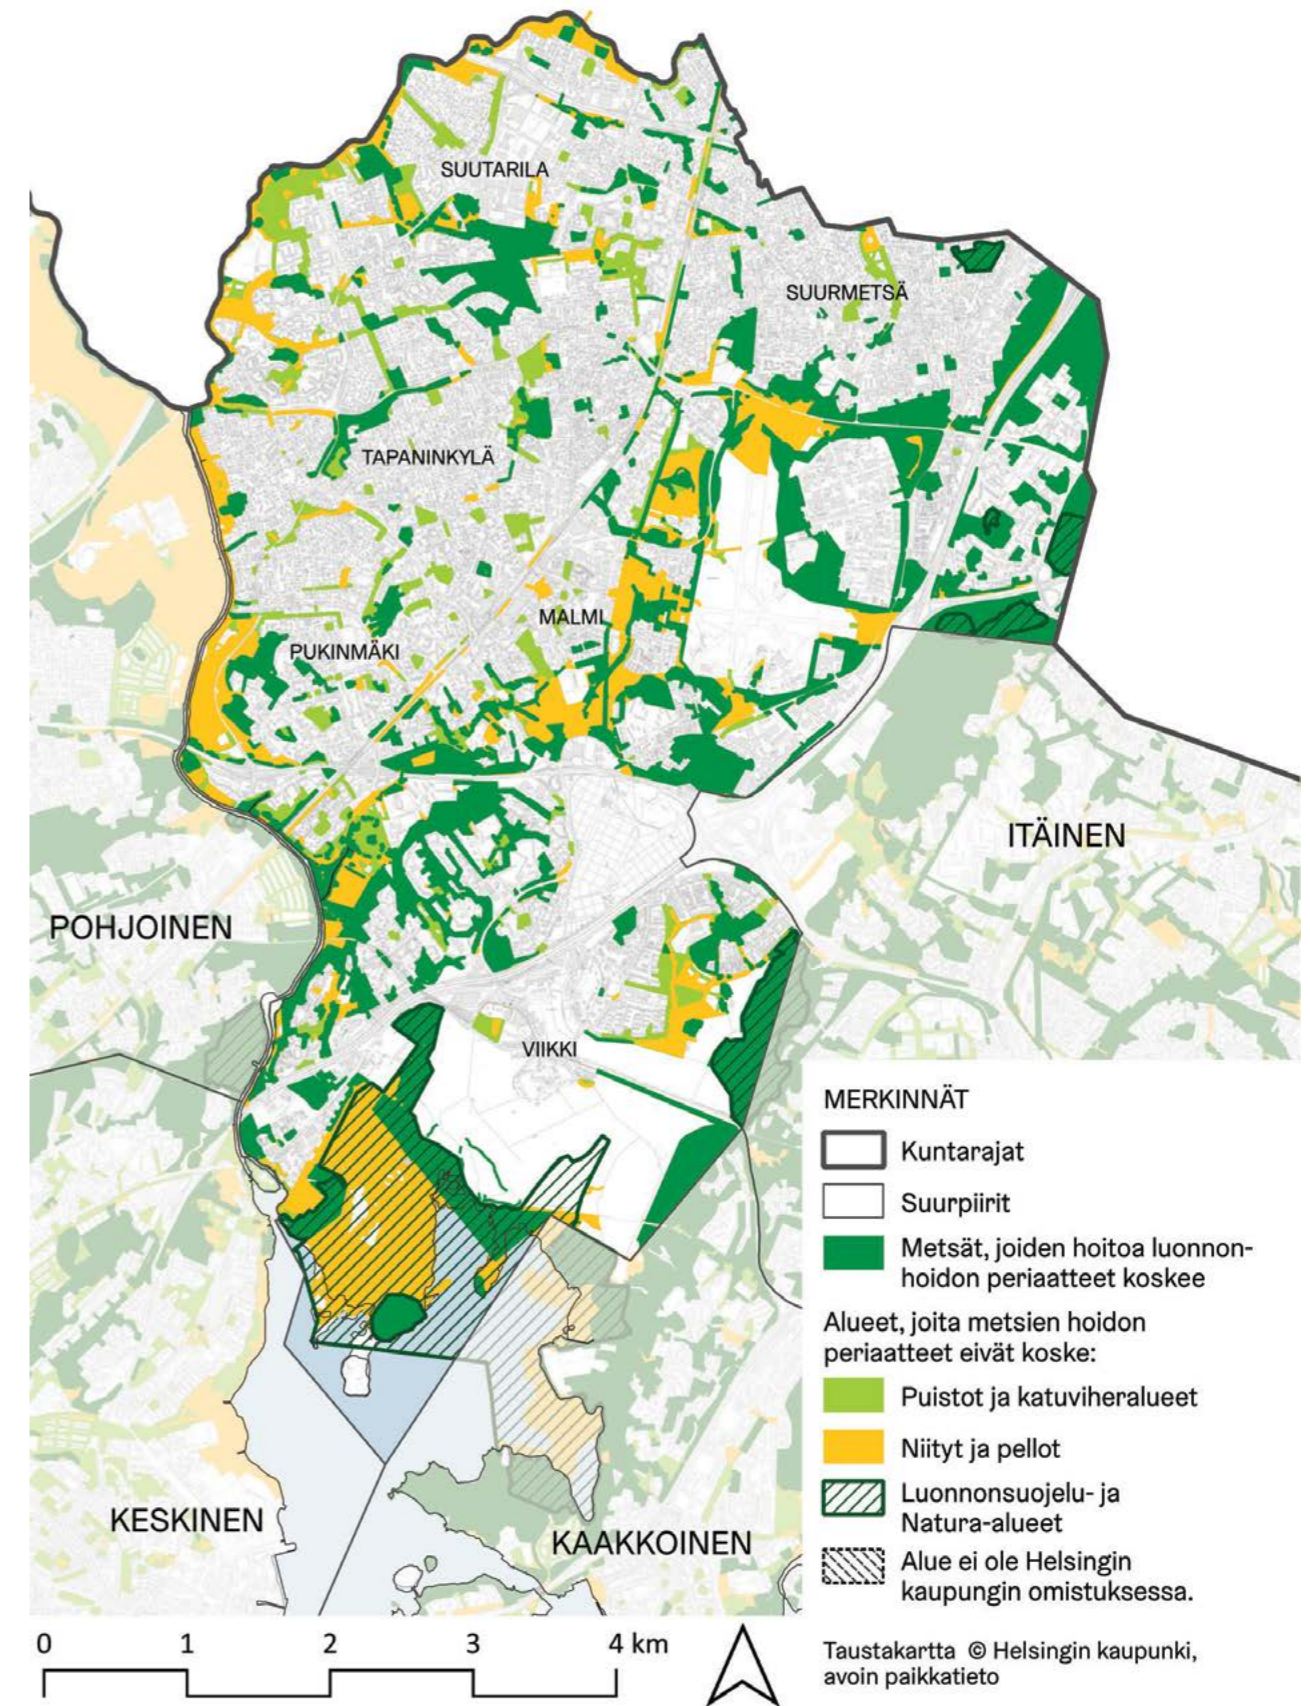 SUUTARILA
SUURMETSÄ
TAPANINKYLÄ
MALMI
PUKINMÄKI
ITÄINEN
POHJOINEN
VIIKKI
KESKINEN
KAAKKOINEN
MERKINNÄT
Kuntarajat
Suurpiirit
Metsät, joiden hoitoa luonnon-
hoidon periaatteet koskee
Alueet, joita metsien hoidon
periaatteet eivät koske:
Puistot ja katuviheralueet
Niityt ja pellot
Luonnonsuojelu- ja
Natura-alueet
Alue ei ole Helsingin
kaupungin omistuksessa.
0 1 2 3 4 km
Taustakartta © Helsingin kaupunki,
avoin paikkatieto